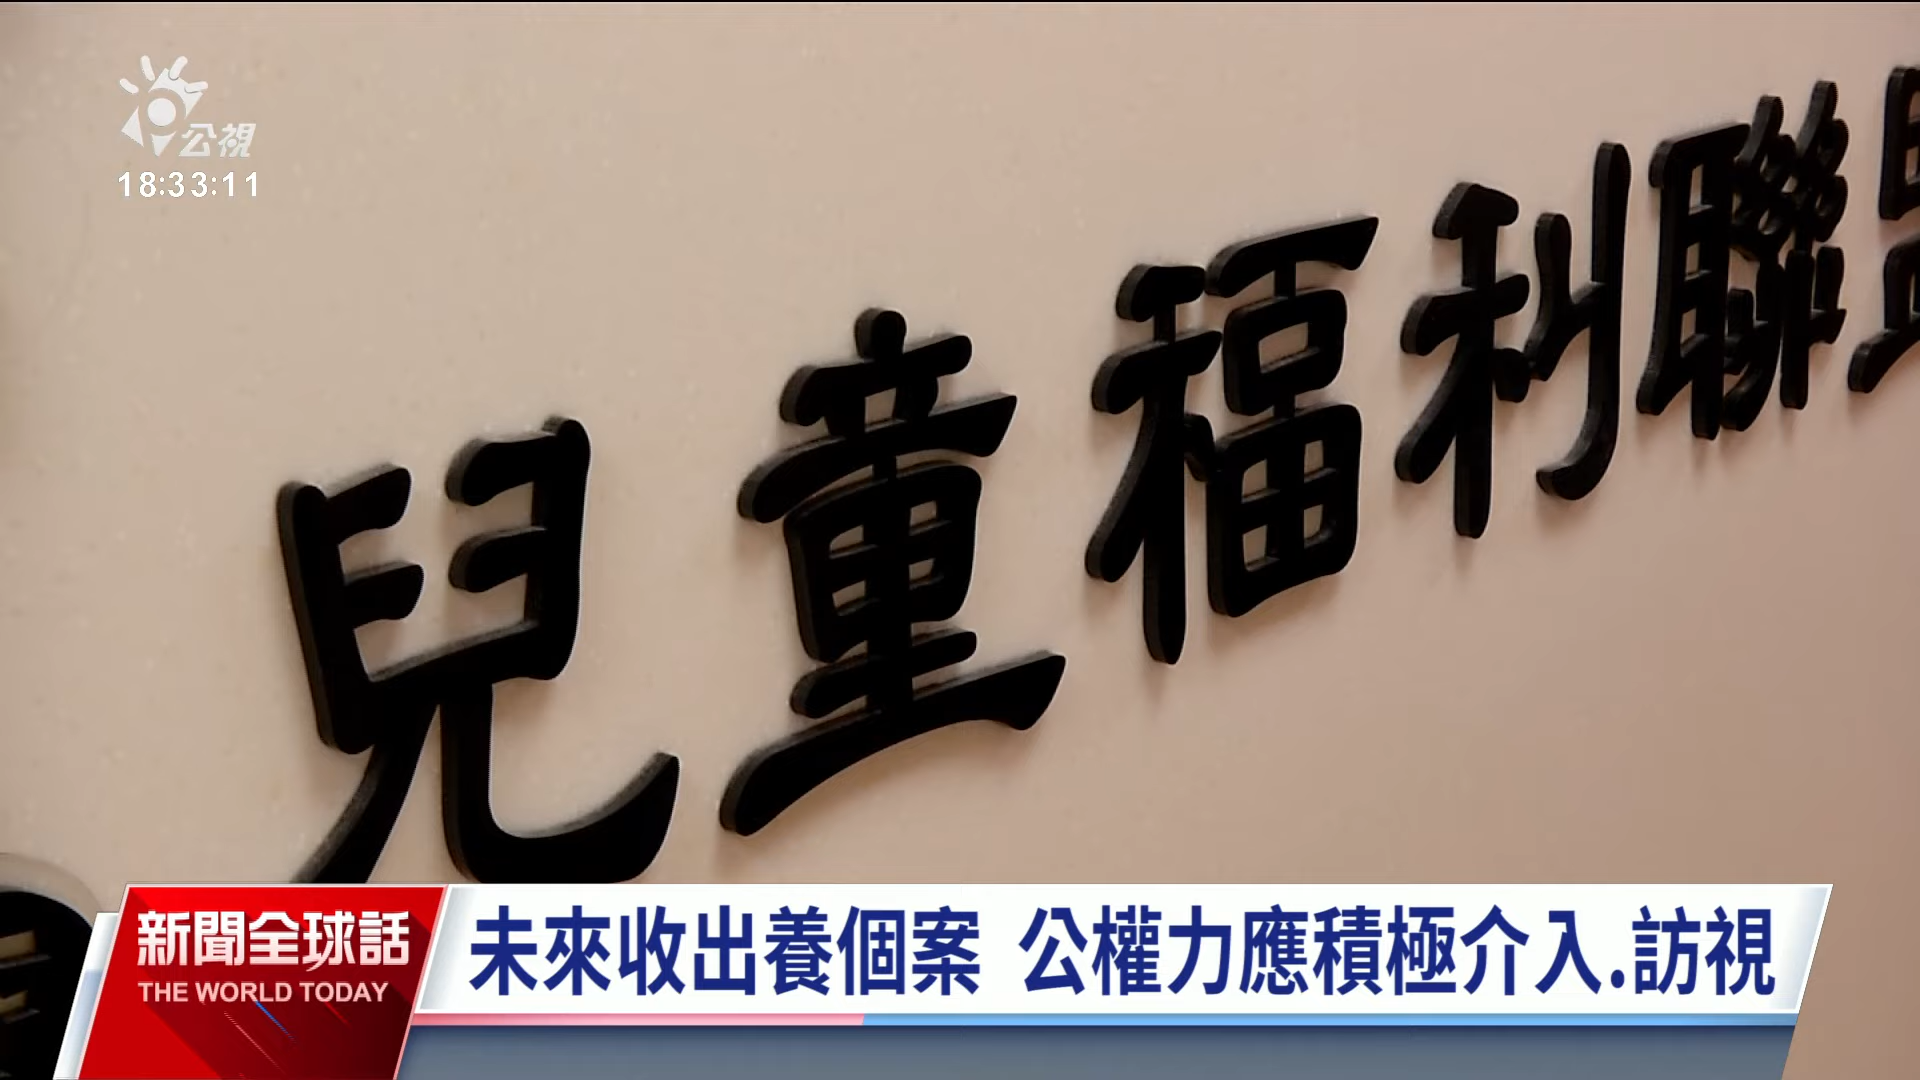 公視
18:33:11
兒童福利聯盟
新聞全球話
THE WORLD TODAY
未來收出養個案 公權力應積極介入.訪視